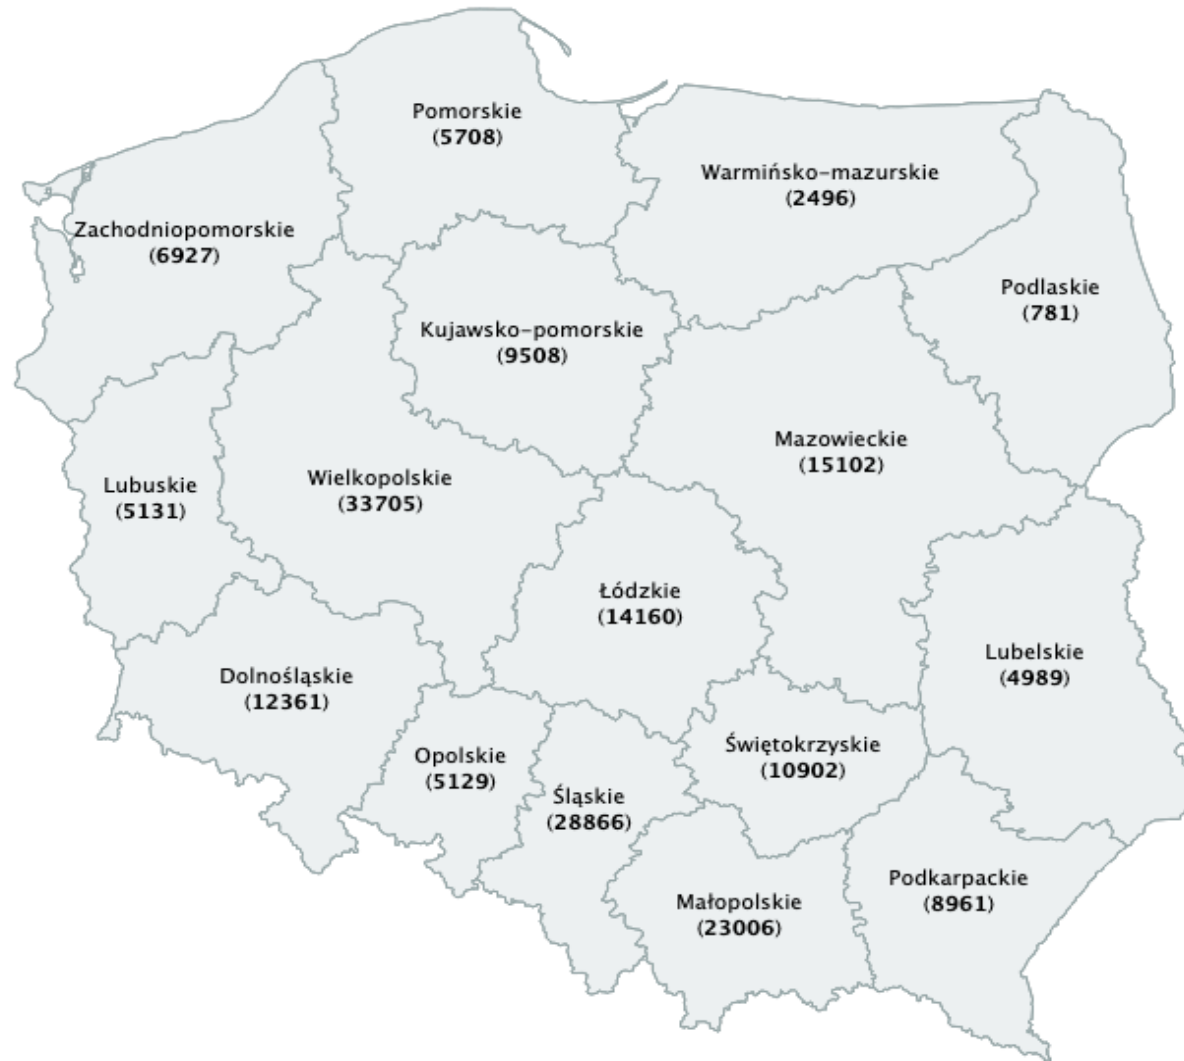 Pomorskie
(5708)
Warmińsko-mazurskie
(2496)
Zachodniopomorskie
(6927)
Podlaskie
(781)
Kujawsko-pomorskie
(9508)
Mazowieckie
(15102)
Wielkopolskie
(33705)
Lubuskie
(5131)
Łódzkie
(14160)
Lubelskie
(4989)
Dolnośląskie
(12361)
Świętokrzyskie
(10902)
Opolskie
(5129)
Śląskie
(28866)
Podkarpackie
(8961)
Małopolskie
(23006)